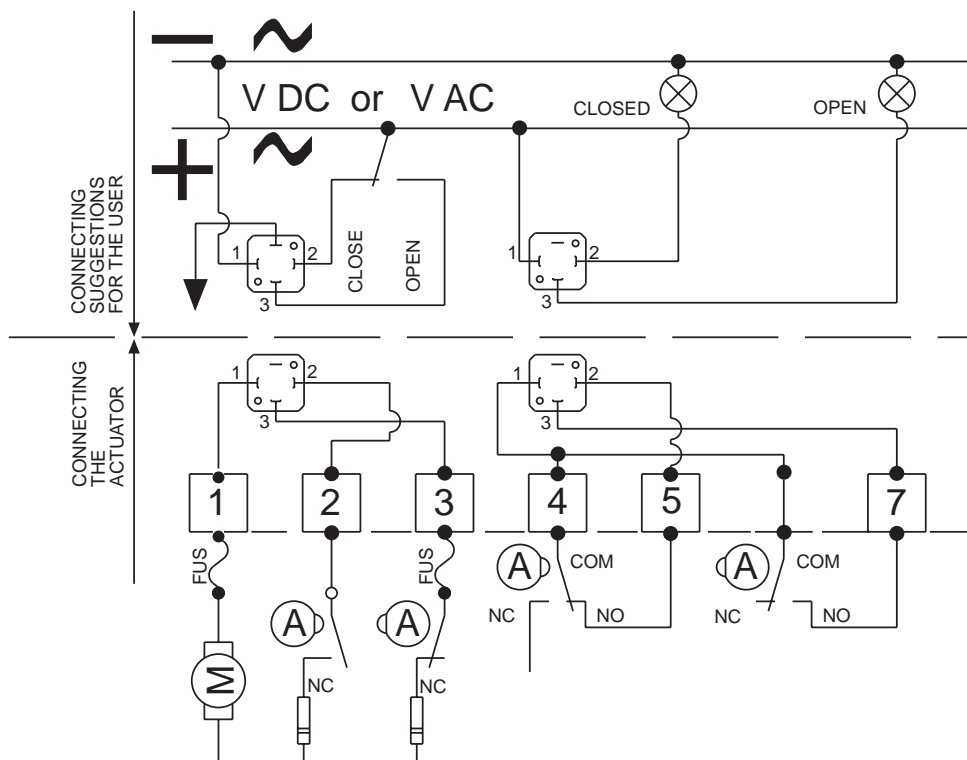 − ~
V DC or V AC
+ ~
CLOSED
OPEN
CONNECTING
SUGGESTIONS
FOR THE USER
1
2
3
CLOSE
OPEN
1
2
3
CONNECTING
THE
ACTUATOR
1
2
3
1
2
3
1
2
3
4
5
7
FUS
FUS
A
COM
NC
NO
A
COM
NC
NO
A
A
M
NC
NC